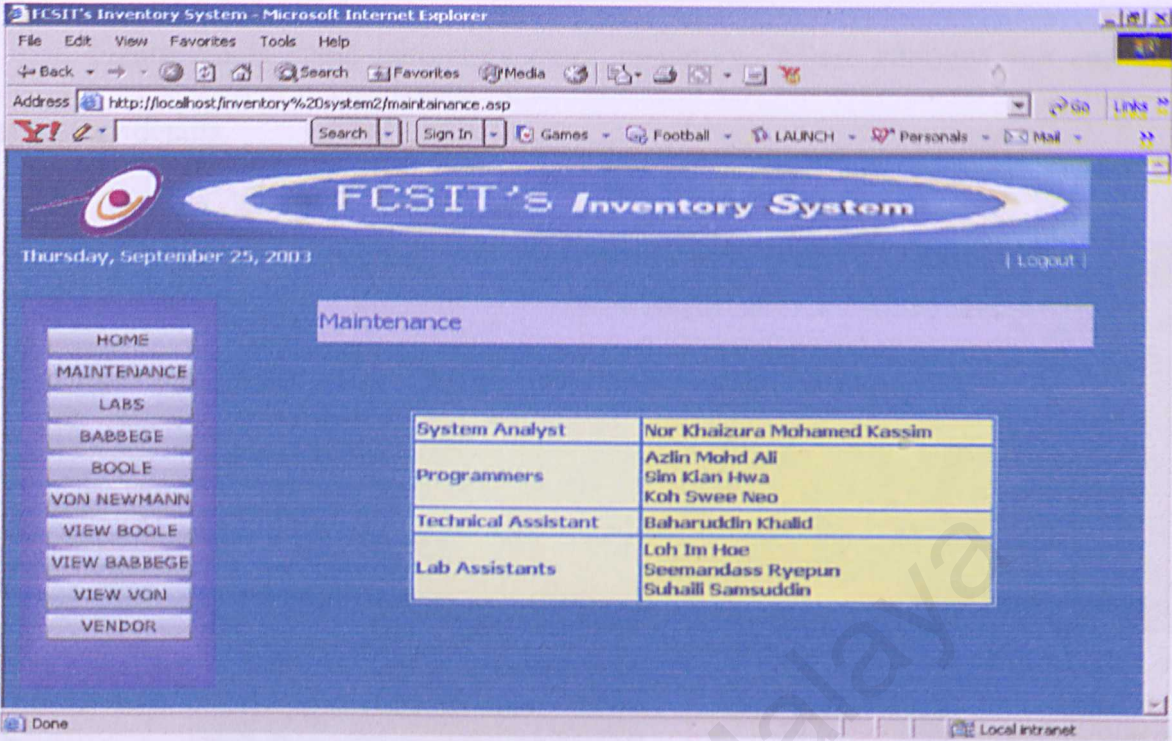 FCSIT's Inventory System - Microsoft Internet Explorer
File Edit View Favorites Tools Help
Back Search Favorites Media
Address http://localhost/inventory%20system2/maintainance.asp Go Links
Y! Search Sign In Games Football LAUNCH Personals Mail
FCSIT'S Inventory System
Thursday, September 25, 2003 | Logout |
Maintenance
HOME
MAINTENANCE
LABS
BABBEGE
BOOLE
VON NEWMANN
VIEW BOOLE
VIEW BABBEGE
VIEW VON
VENDOR
System Analyst Nor Khaizura Mohamed Kassim
Programmers Azlin Mohd Ali
Sim Kian Hwa
Koh Swee Neo
Technical Assistant Baharuddin Khalid
Lab Assistants Loh Im Hoe
Seemandass Ryepun
Suhaili Samsuddin
Done Local intranet